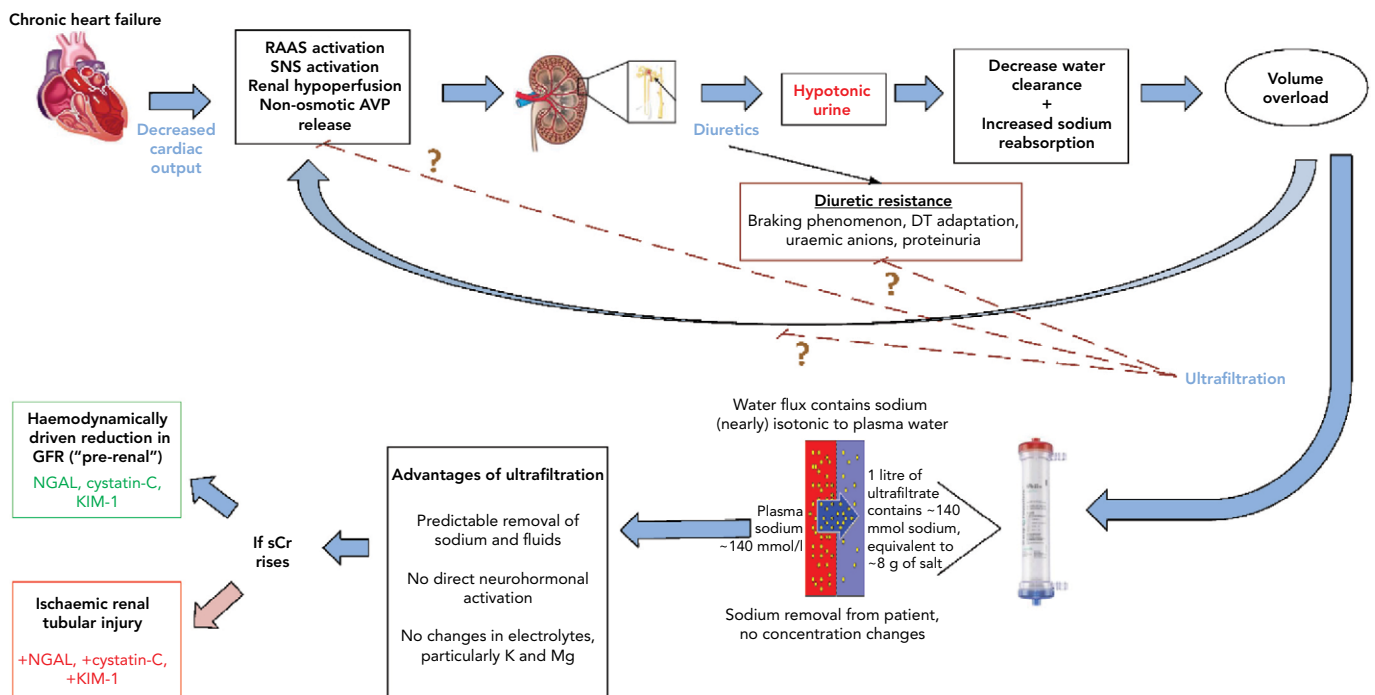 Chronic heart failure
Decreased
cardiac
output
RAAS activation
SNS activation
Renal hypoperfusion
Non-osmotic AVP
release
Diuretics
Hypotonic
urine
Decrease water
clearance
+
Increased sodium
reabsorption
Volume
overload
?
Diuretic resistance
Braking phenomenon, DT adaptation,
uraemic anions, proteinuria
?
?
Ultrafiltration
Water flux contains sodium
(nearly) isotonic to plasma water
Plasma
sodium
~140 mmol/l
1 litre of
ultrafiltrate
contains ~140
mmol sodium,
equivalent to
~8 g of salt
Sodium removal from patient,
no concentration changes
Advantages of ultrafiltration
Predictable removal of
sodium and fluids
No direct neurohormonal
activation
No changes in electrolytes,
particularly K and Mg
If sCr
rises
Haemodynamically
driven reduction in
GFR ("pre-renal")
NGAL, cystatin-C,
KIM-1
Ischaemic renal
tubular injury
+NGAL, +cystatin-C,
+KIM-1